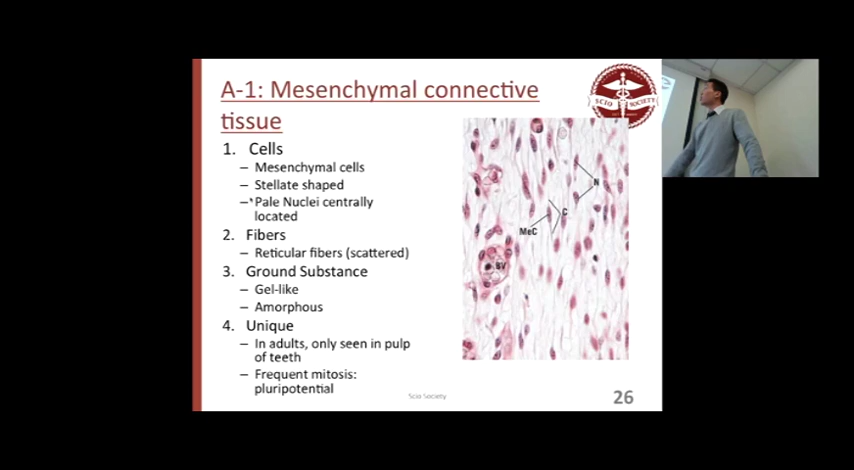 A-1: Mesenchymal connective
tissue
1. Cells
– Mesenchymal cells
– Stellate shaped
– Pale Nuclei centrally
located
2. Fibers
– Reticular fibers (scattered)
3. Ground Substance
– Gel-like
– Amorphous
4. Unique
– In adults, only seen in pulp
of teeth
– Frequent mitosis:
pluripotential
SCIO SOCIETY
N
C
MeC
BV
Scio Society
26